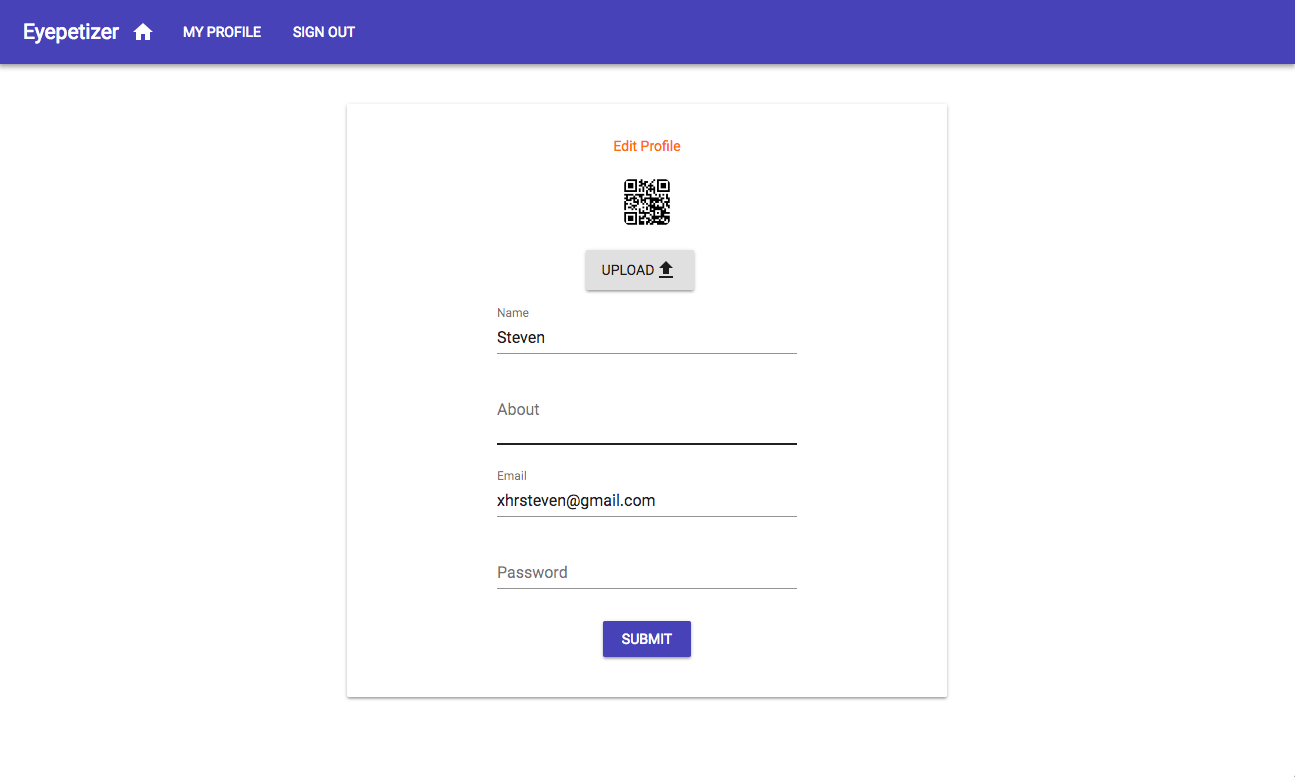 Eyepetizer MY PROFILE SIGN OUT
Edit Profile
UPLOAD
Name
Steven
About
Email
xhrsteven@gmail.com
Password
SUBMIT